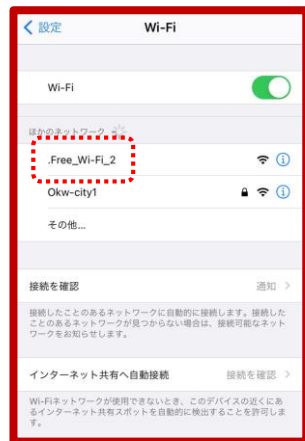 設定
Wi-Fi
Wi-Fi
ほかのネットワーク
.Free_Wi-Fi_2
Okw-city1
その他...
接続を確認 通知
接続したことのあるネットワークに自動的に接続します。接続した
ことのあるネットワークが見つからない場合は、接続可能なネット
ワークをお知らせします。
インターネット共有へ自動接続 接続を確認
Wi-Fiネットワークが使用できないとき、このデバイスの近くにあ
るインターネット共有スポットを自動的に検出することを許可しま
す。